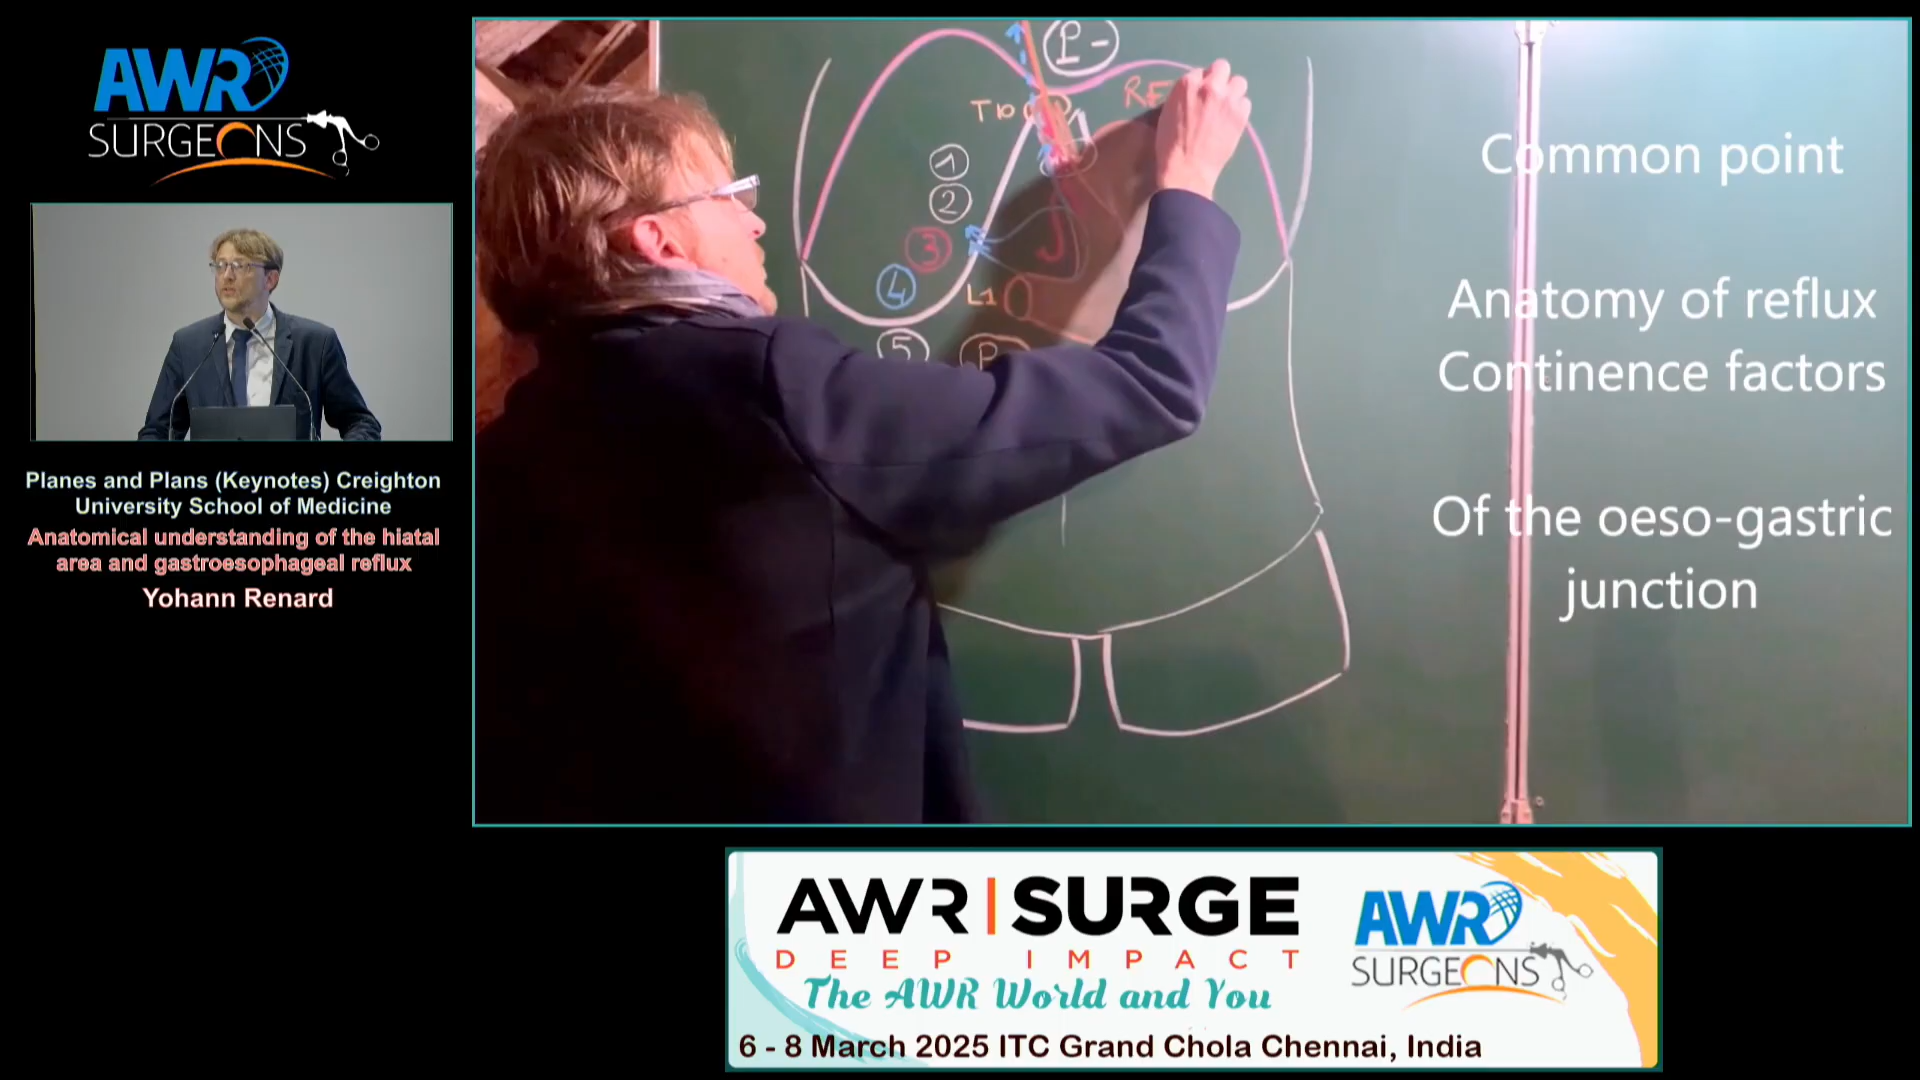 AWR
SURGEONS
Planes and Plans (Keynotes) Creighton
University School of Medicine
Anatomical understanding of the hiatal
area and gastroesophageal reflux
Yohann Renard
P -
T10
RE
1
2
3
4
L1
5
P
Common point
Anatomy of reflux
Continence factors
Of the oeso-gastric
junction
AWR|SURGE
DEEP IMPACT
The AWR World and You
6 - 8 March 2025 ITC Grand Chola Chennai, India
AWR
SURGEONS